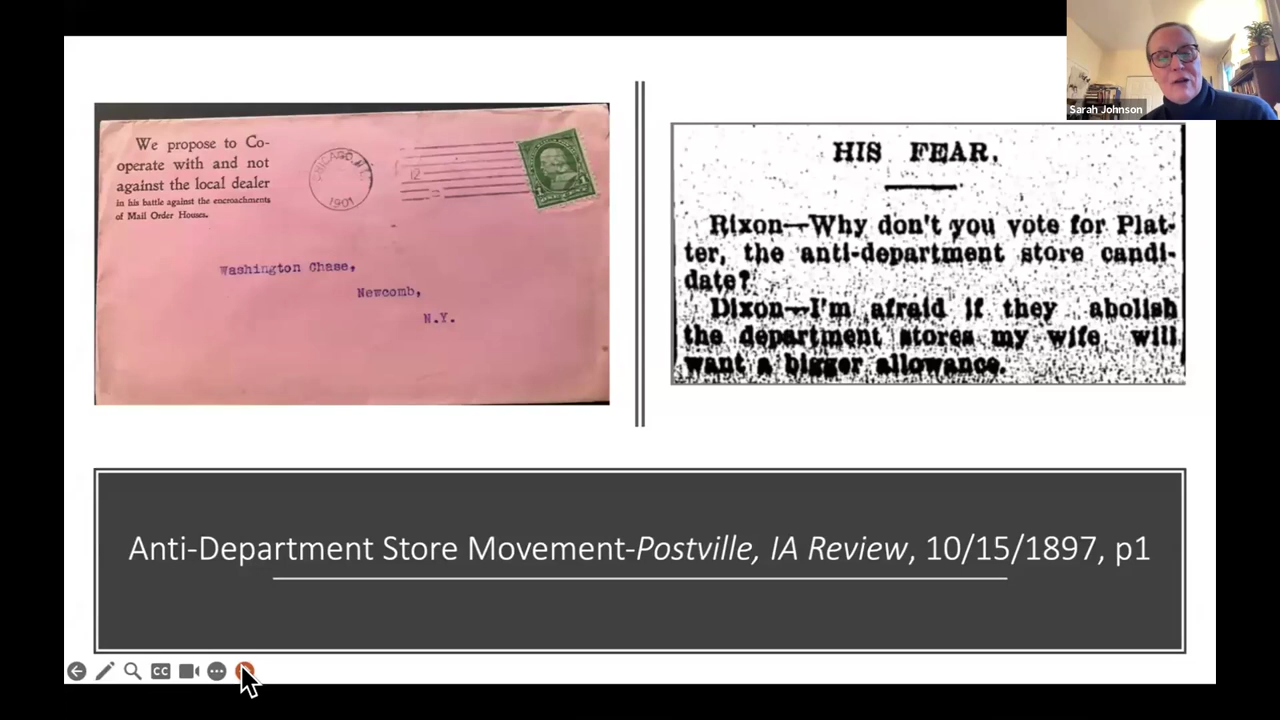 We propose to Co-
operate with and not
against the local dealer
in his battle against the encroachments
of Mail Order Houses.
CHICAGO, ILL.
12
1901
Washington Chase,
Newcomb,
N.Y.
HIS FEAR.
Rixon—Why don't you vote for Plat-
ter, the anti-department store candi-
date?
Dixon—I'm afraid if they abolish
the department stores my wife will
want a bigger allowance.
Sarah Johnson
Anti-Department Store Movement-Postville, IA Review, 10/15/1897, p1
CC